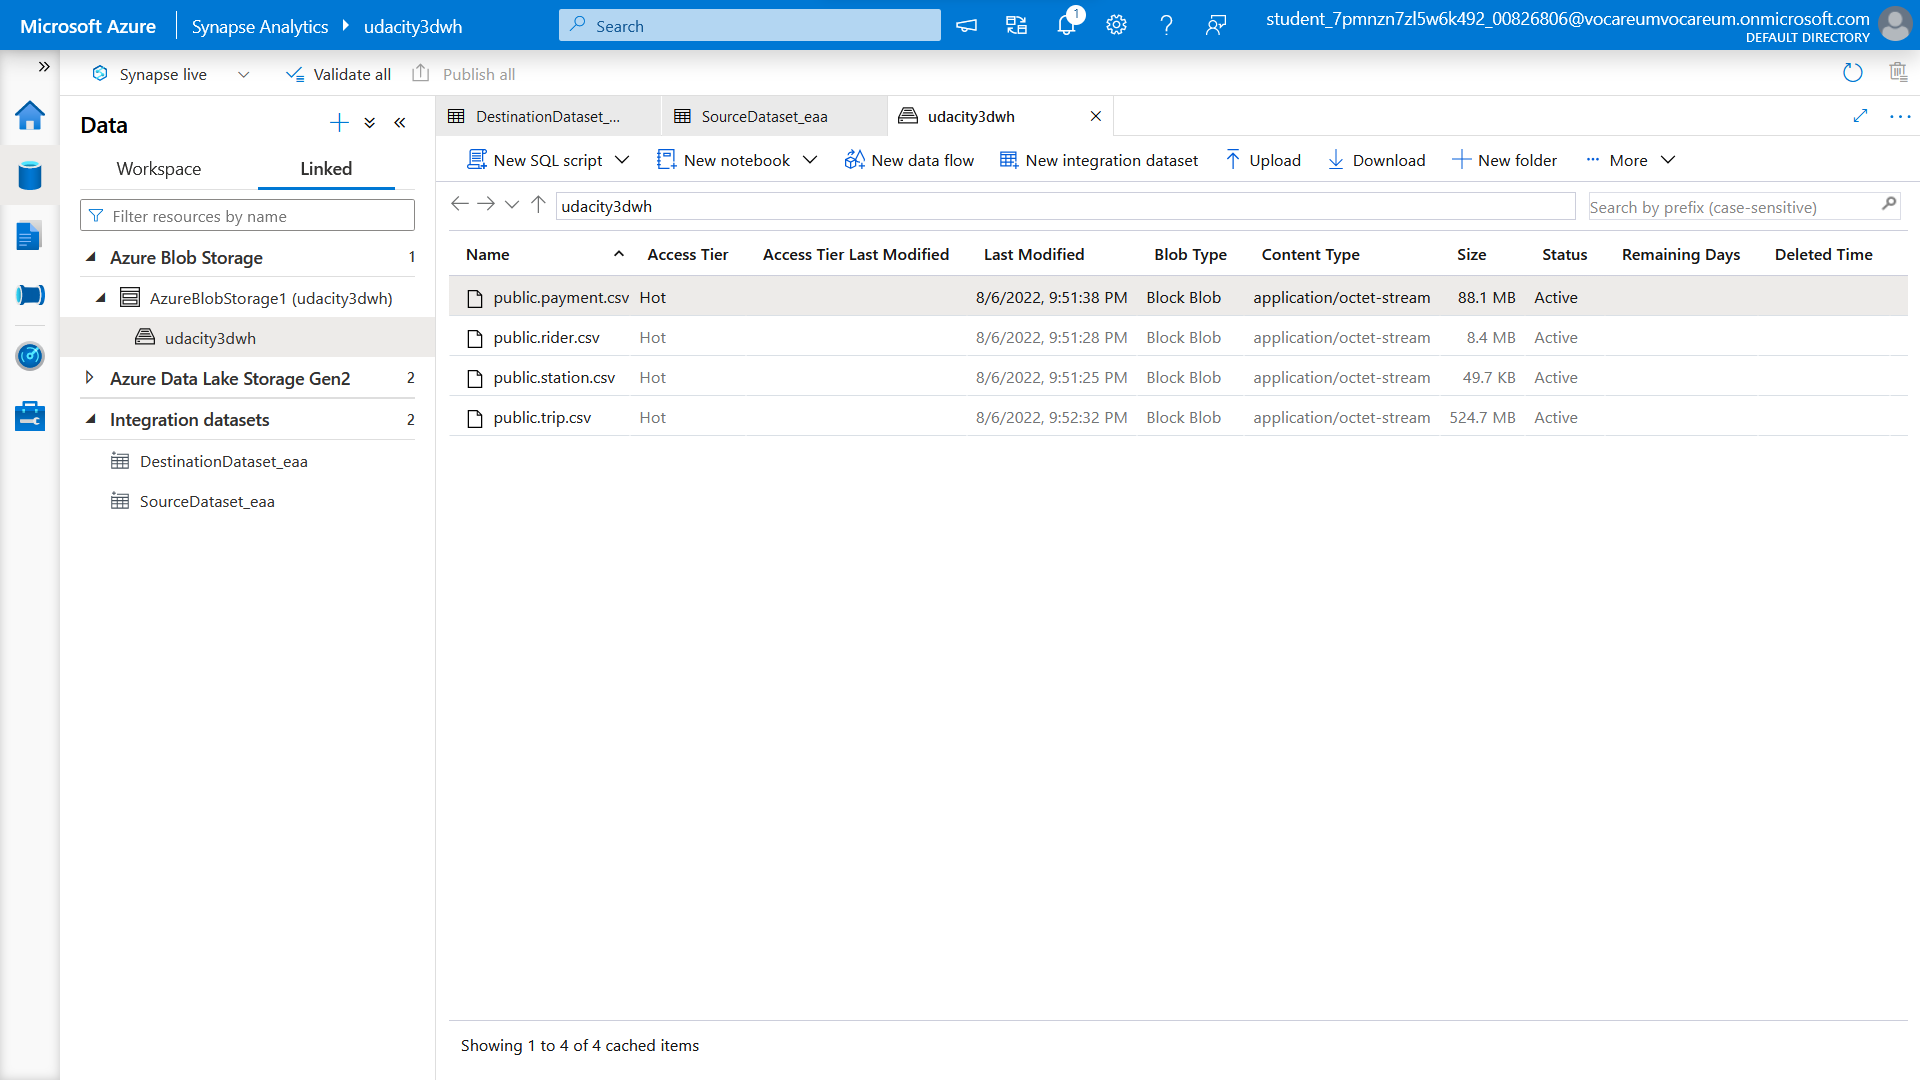 Microsoft Azure Synapse Analytics udacity3dwh Search 1 student_7pmnzn7zl5w6k492_00826806@vocareumvocareum.onmicrosoft.com
DEFAULT DIRECTORY
Synapse live Validate all Publish all
Data
Workspace Linked
Filter resources by name
Azure Blob Storage 1
AzureBlobStorage1 (udacity3dwh)
udacity3dwh
Azure Data Lake Storage Gen2 2
Integration datasets 2
DestinationDataset_eaa
SourceDataset_eaa
DestinationDataset_... SourceDataset_eaa udacity3dwh
New SQL script New notebook New data flow New integration dataset Upload Download New folder More
udacity3dwh Search by prefix (case-sensitive)
Name Access Tier Access Tier Last Modified Last Modified Blob Type Content Type Size Status Remaining Days Deleted Time
public.payment.csv Hot 8/6/2022, 9:51:38 PM Block Blob application/octet-stream 88.1 MB Active
public.rider.csv Hot 8/6/2022, 9:51:28 PM Block Blob application/octet-stream 8.4 MB Active
public.station.csv Hot 8/6/2022, 9:51:25 PM Block Blob application/octet-stream 49.7 KB Active
public.trip.csv Hot 8/6/2022, 9:52:32 PM Block Blob application/octet-stream 524.7 MB Active
Showing 1 to 4 of 4 cached items